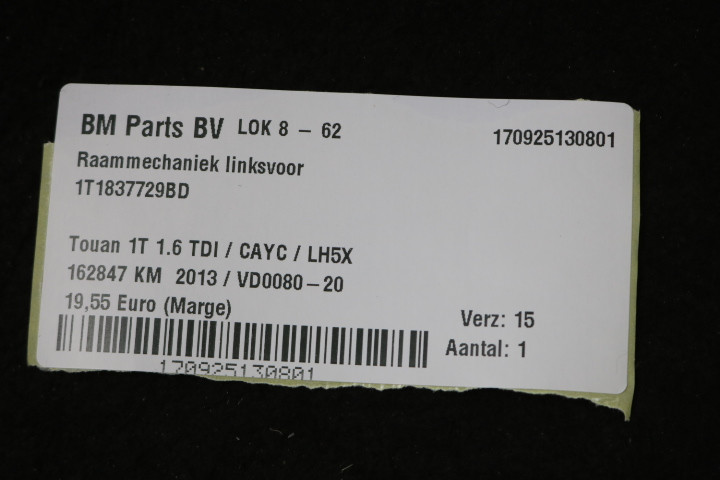 BM Parts BV LOK 8 – 62
170925130801
Raammechaniek linksvoor
1T1837729BD
Touan 1T 1.6 TDI / CAYC / LH5X
162847 KM 2013 / VD0080–20
19,55 Euro (Marge)
Verz: 15
Aantal: 1
170925130801